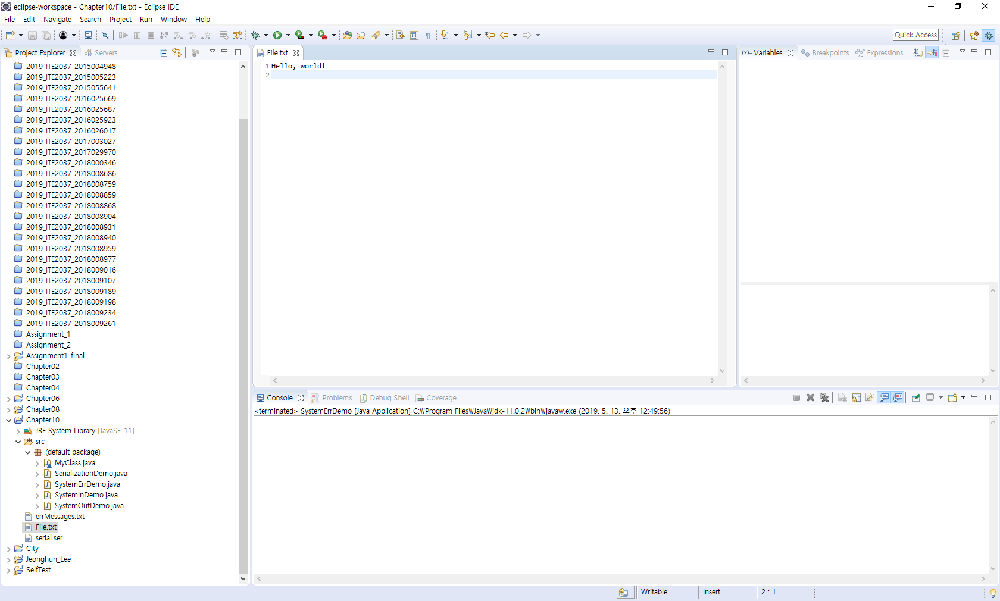 eclipse-workspace - Chapter10/File.txt - Eclipse IDE
File Edit Navigate Search Project Run Window Help
Quick Access
Project Explorer Servers
2019_ITE2037_2015004948
2019_ITE2037_2015005223
2019_ITE2037_2015055641
2019_ITE2037_2016025669
2019_ITE2037_2016025687
2019_ITE2037_2016025923
2019_ITE2037_2016026017
2019_ITE2037_2017003027
2019_ITE2037_2017029970
2019_ITE2037_2018000346
2019_ITE2037_2018008686
2019_ITE2037_2018008759
2019_ITE2037_2018008859
2019_ITE2037_2018008868
2019_ITE2037_2018008904
2019_ITE2037_2018008931
2019_ITE2037_2018008940
2019_ITE2037_2018008959
2019_ITE2037_2018008977
2019_ITE2037_2018009016
2019_ITE2037_2018009107
2019_ITE2037_2018009189
2019_ITE2037_2018009198
2019_ITE2037_2018009234
2019_ITE2037_2018009261
Assignment_1
Assignment_2
Assignment1_final
Chapter02
Chapter03
Chapter04
Chapter06
Chapter08
Chapter10
JRE System Library [JavaSE-11]
src
(default package)
MyClass.java
SerializationDemo.java
SystemErrDemo.java
SystemInDemo.java
SystemOutDemo.java
errMessages.txt
File.txt
serial.ser
City
Jeonghun_Lee
SelfTest
File.txt
1 Hello, world!
2
(x)= Variables Breakpoints Expressions
Console Problems Debug Shell Coverage
<terminated> SystemErrDemo [Java Application] C:₩Program Files₩Java₩jdk-11.0.2₩bin₩javaw.exe (2019. 5. 13. 오후 12:49:56)
Writable Insert 2 : 1